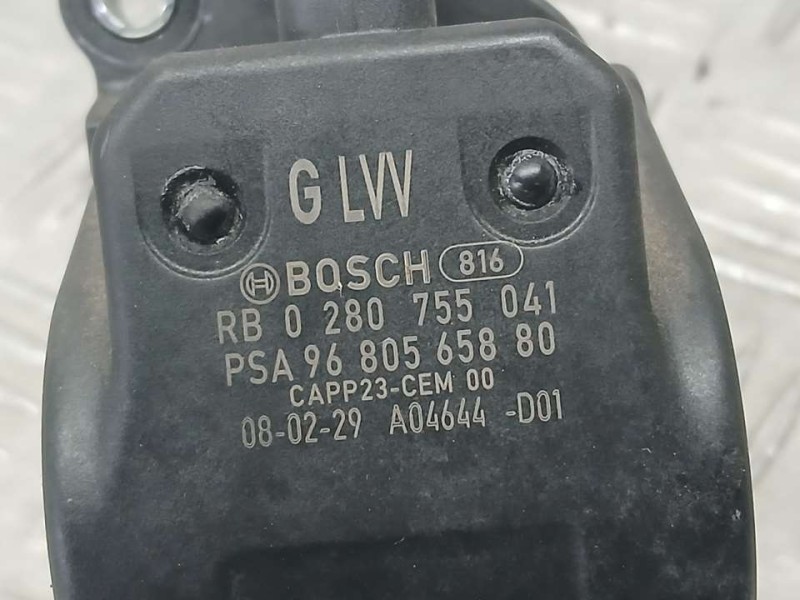 G LVV
BOSCH 816
RB 0 280 755 041
PSA 96 805 658 80
CAPP23-CEM 00
08-02-29 A04644 -D01